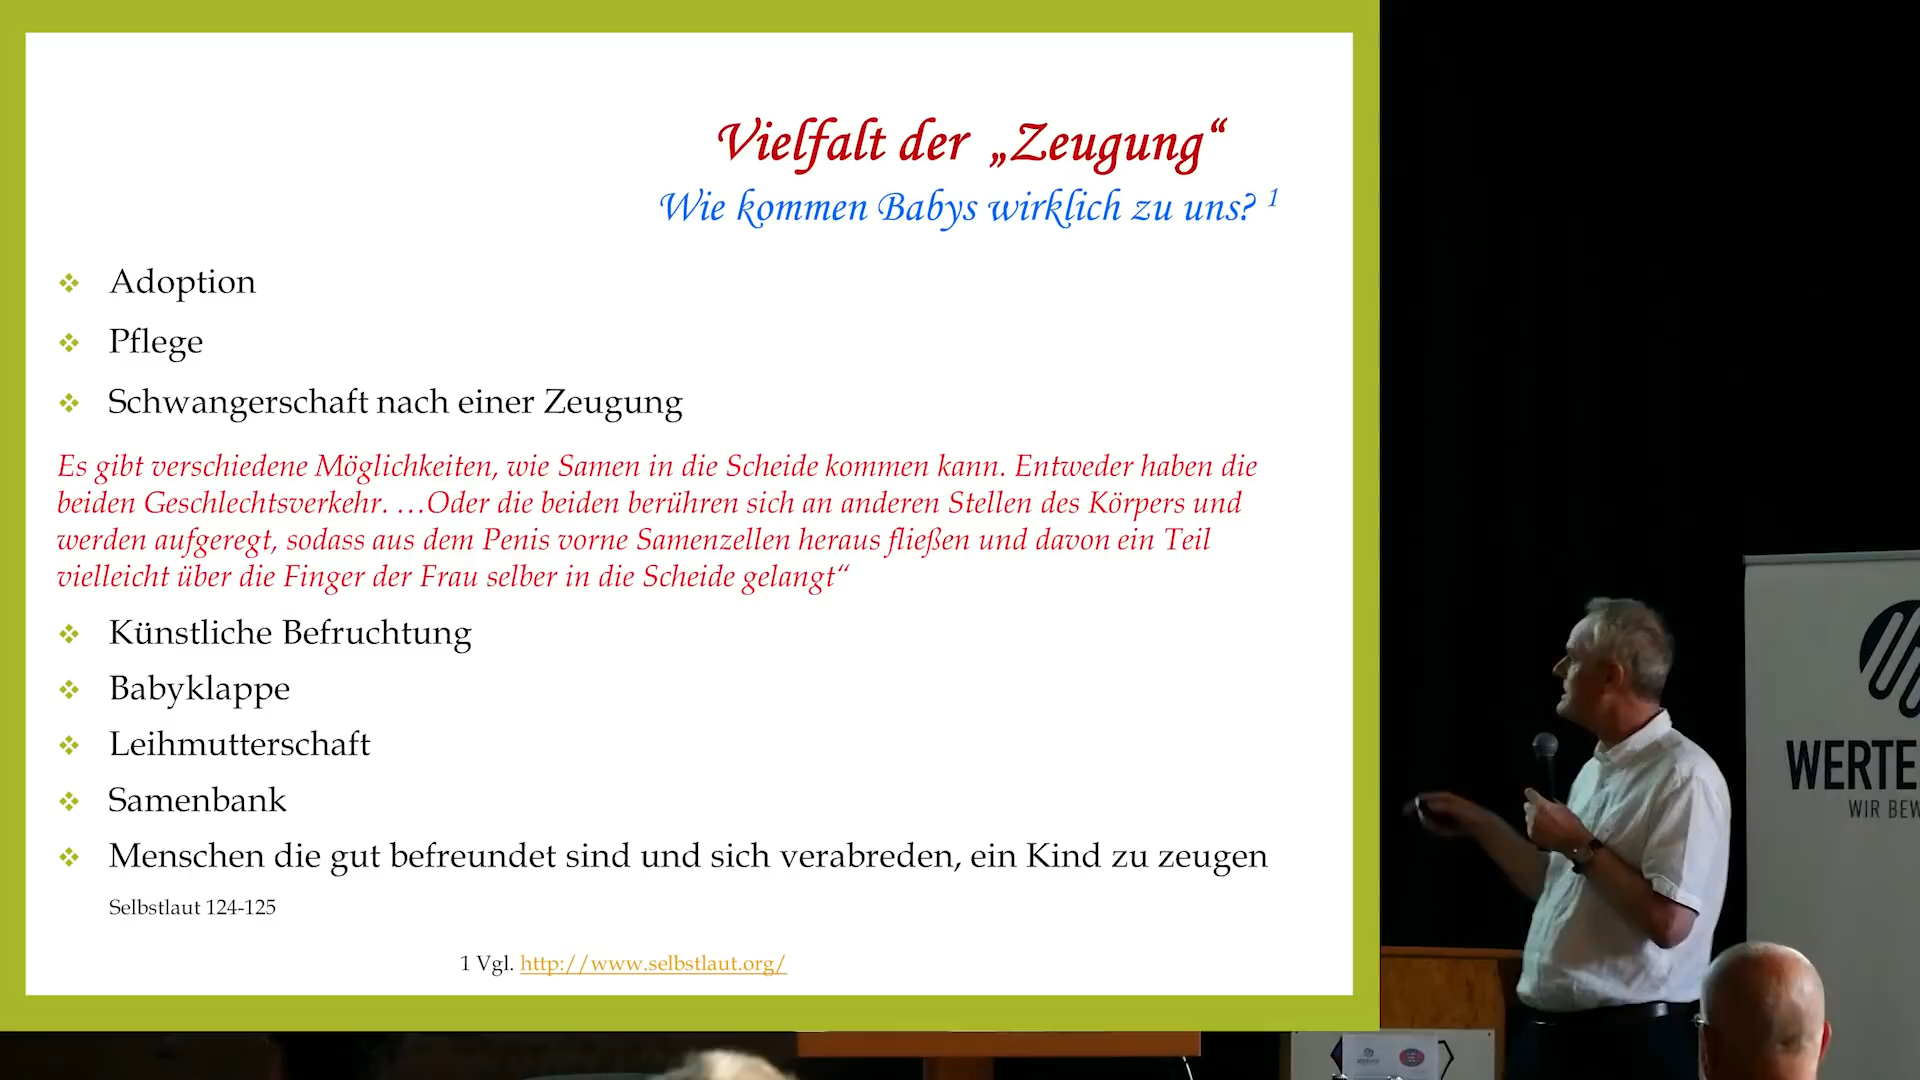 Vielfalt der „Zeugung“
Wie kommen Babys wirklich zu uns? 1
❖ Adoption
❖ Pflege
❖ Schwangerschaft nach einer Zeugung
Es gibt verschiedene Möglichkeiten, wie Samen in die Scheide kommen kann. Entweder haben die
beiden Geschlechtsverkehr. …Oder die beiden berühren sich an anderen Stellen des Körpers und
werden aufgeregt, sodass aus dem Penis vorne Samenzellen heraus fließen und davon ein Teil
vielleicht über die Finger der Frau selber in die Scheide gelangt“
❖ Künstliche Befruchtung
❖ Babyklappe
❖ Leihmutterschaft
❖ Samenbank
❖ Menschen die gut befreundet sind und sich verabreden, ein Kind zu zeugen
Selbstlaut 124-125
1 Vgl. http://www.selbstlaut.org/
WERTE
WIR BEW